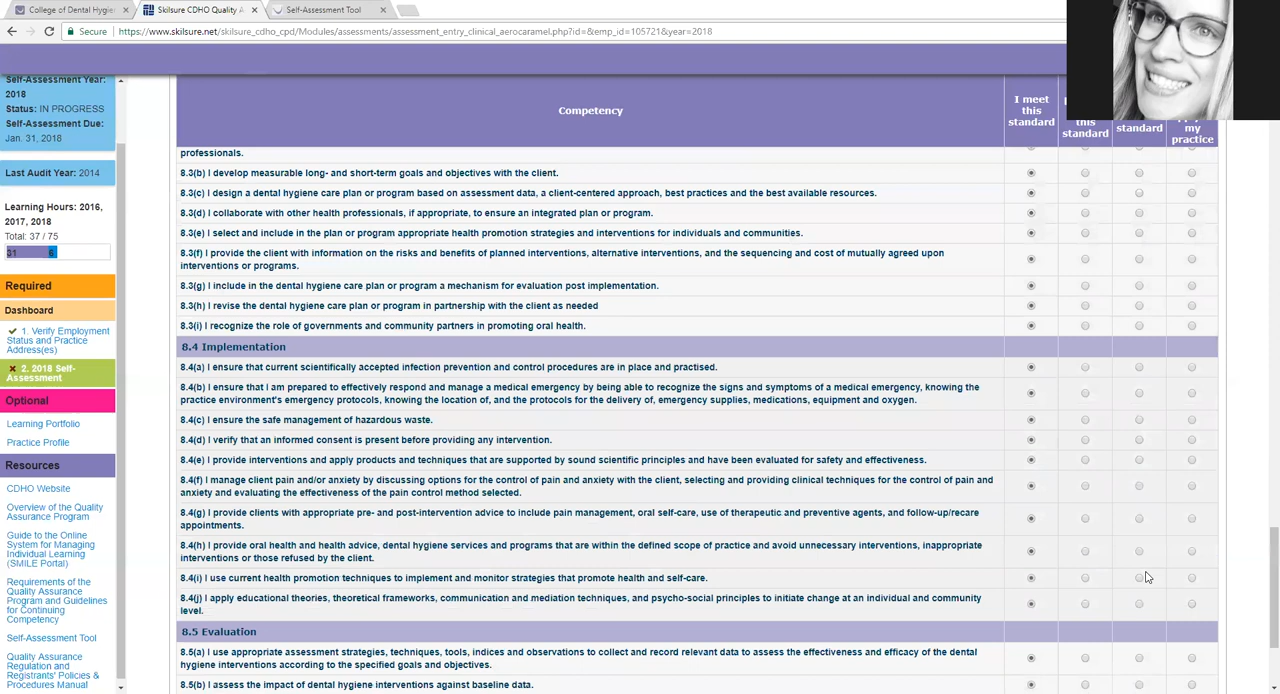 College of Dental Hygie
Skilsure CDHO Quality A
Self-Assessment Tool
Secure
https://www.skilsure.net/skilsure_cdho_cpd/Modules/assessments/assessment_entry_clinical_aerocaramel.php?id=&emp_id=105721&year=2018
Self-Assessment Year:
2018
Status: IN PROGRESS
Self-Assessment Due:
Jan. 31, 2018
Last Audit Year: 2014
Learning Hours: 2016,
2017, 2018
Total: 37 / 75
31 6
Required
Dashboard
1. Verify Employment
Status and Practice
Address(es)
2. 2018 Self-
Assessment
Optional
Learning Portfolio
Practice Profile
Resources
CDHO Website
Overview of the Quality
Assurance Program
Guide to the Online
System for Managing
Individual Learning
(SMILE Portal)
Requirements of the
Quality Assurance
Program and Guidelines
for Continuing
Competency
Self-Assessment Tool
Quality Assurance
Regulation and
Registrants' Policies &
Procedures Manual
Competency
I meet
this
standard
this
standard
standard
my
practice
professionals.
8.3(b) I develop measurable long- and short-term goals and objectives with the client.
8.3(c) I design a dental hygiene care plan or program based on assessment data, a client-centered approach, best practices and the best available resources.
8.3(d) I collaborate with other health professionals, if appropriate, to ensure an integrated plan or program.
8.3(e) I select and include in the plan or program appropriate health promotion strategies and interventions for individuals and communities.
8.3(f) I provide the client with information on the risks and benefits of planned interventions, alternative interventions, and the sequencing and cost of mutually agreed upon
interventions or programs.
8.3(g) I include in the dental hygiene care plan or program a mechanism for evaluation post implementation.
8.3(h) I revise the dental hygiene care plan or program in partnership with the client as needed
8.3(i) I recognize the role of governments and community partners in promoting oral health.
8.4 Implementation
8.4(a) I ensure that current scientifically accepted infection prevention and control procedures are in place and practised.
8.4(b) I ensure that I am prepared to effectively respond and manage a medical emergency by being able to recognize the signs and symptoms of a medical emergency, knowing the
practice environment's emergency protocols, knowing the location of, and the protocols for the delivery of, emergency supplies, medications, equipment and oxygen.
8.4(c) I ensure the safe management of hazardous waste.
8.4(d) I verify that an informed consent is present before providing any intervention.
8.4(e) I provide interventions and apply products and techniques that are supported by sound scientific principles and have been evaluated for safety and effectiveness.
8.4(f) I manage client pain and/or anxiety by discussing options for the control of pain and anxiety with the client, selecting and providing clinical techniques for the control of pain and
anxiety and evaluating the effectiveness of the pain control method selected.
8.4(g) I provide clients with appropriate pre- and post-intervention advice to include pain management, oral self-care, use of therapeutic and preventive agents, and follow-up/recare
appointments.
8.4(h) I provide oral health and health advice, dental hygiene services and programs that are within the defined scope of practice and avoid unnecessary interventions, inappropriate
interventions or those refused by the client.
8.4(i) I use current health promotion techniques to implement and monitor strategies that promote health and self-care.
8.4(j) I apply educational theories, theoretical frameworks, communication and mediation techniques, and psycho-social principles to initiate change at an individual and community
level.
8.5 Evaluation
8.5(a) I use appropriate assessment strategies, techniques, tools, indices and observations to collect and record relevant data to assess the effectiveness and efficacy of the dental
hygiene interventions according to the specified goals and objectives.
8.5(b) I assess the impact of dental hygiene interventions against baseline data.